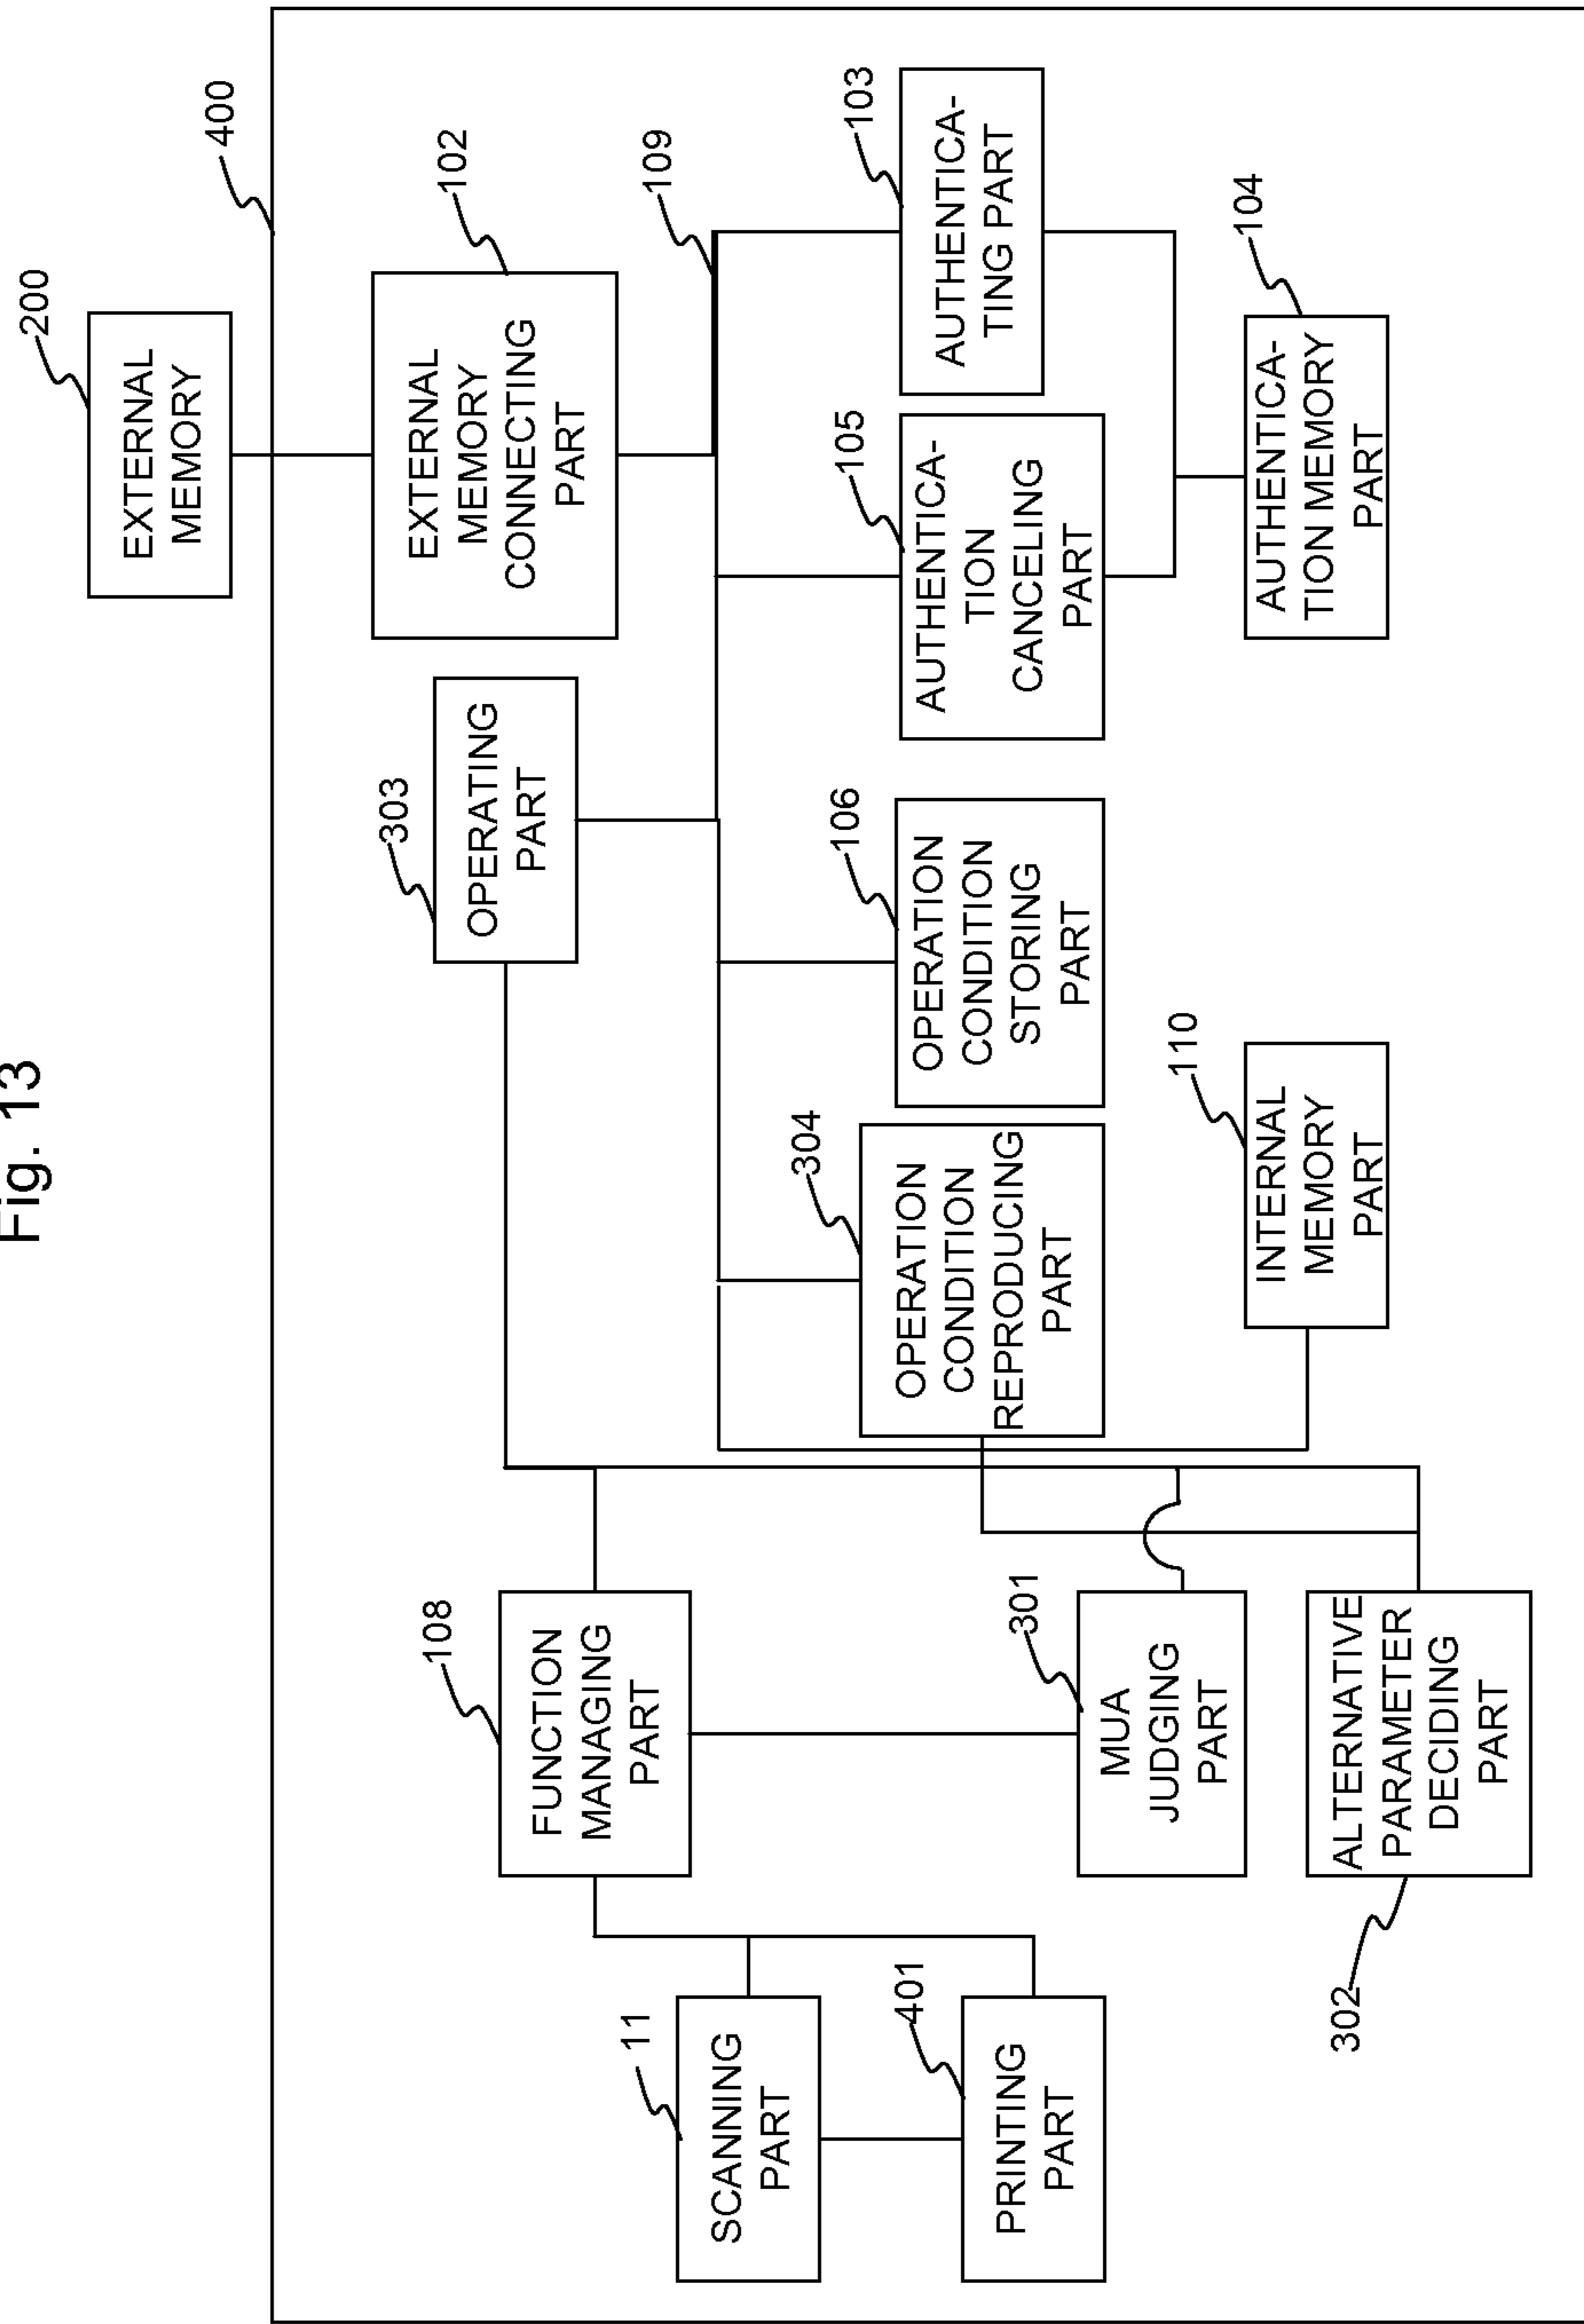 Fig. 13
200
EXTERNAL
MEMORY
400
102
EXTERNAL
MEMORY
CONNECTING
PART
303
OPERATING
PART
109
108
FUNCTION
MANAGING
PART
11
SCANNING
PART
401
PRINTING
PART
304
OPERATION
CONDITION
REPRODUCING
PART
106
OPERATION
CONDITION
STORING
PART
105
AUTHENTICA-
TION
CANCELING
PART
103
AUTHENTICA-
TING PART
301
MUA
JUDGING
PART
110
INTERNAL
MEMORY
PART
104
AUTHENTICA-
TION MEMORY
PART
302
ALTERNATIVE
PARAMETER
DECIDING
PART